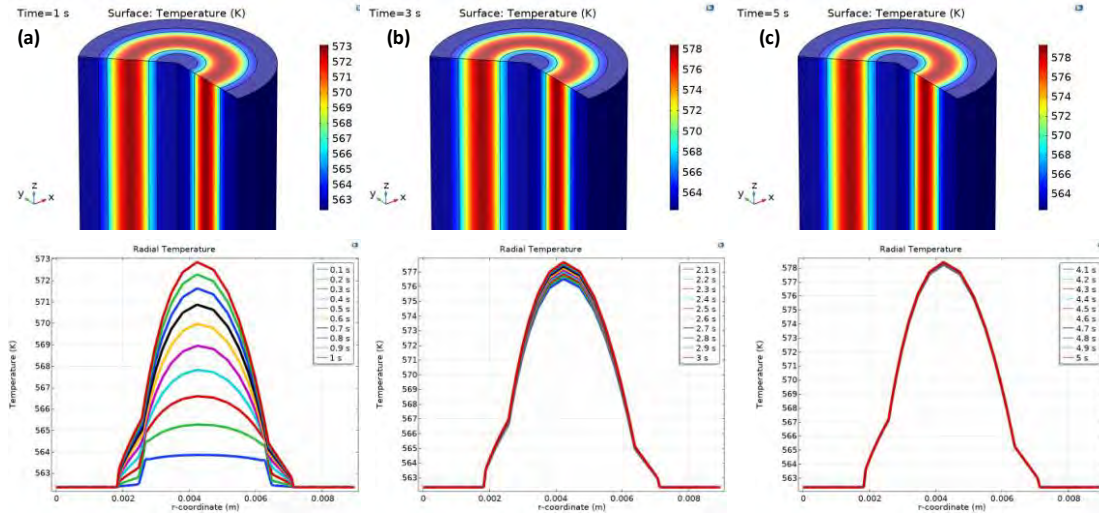 Time=1 s Surface: Temperature (K)
(a)
573
572
571
570
569
568
567
566
565
564
563
y z x
Time=3 s Surface: Temperature (K)
(b)
578
576
574
572
570
568
566
564
y z x
Time=5 s Surface: Temperature (K)
(c)
578
576
574
572
570
568
566
564
y z x
Radial Temperature
573
572
571
570
569
568
567
566
565
564
563
Temperature (K)
0 0.002 0.004 0.006 0.008
r-coordinate (m)
0.1 s
0.2 s
0.3 s
0.4 s
0.5 s
0.6 s
0.7 s
0.8 s
0.9 s
1 s
Radial Temperature
577
576
575
574
573
572
571
570
569
568
567
566
565
564
563
Temperature (K)
0 0.002 0.004 0.006 0.008
r-coordinate (m)
2.1 s
2.2 s
2.3 s
2.4 s
2.5 s
2.6 s
2.7 s
2.8 s
2.9 s
3 s
Radial Temperature
578
577
576
575
574
573
572
571
570
569
568
567
566
565
564
563
Temperature (K)
0 0.002 0.004 0.006 0.008
r-coordinate (m)
4.1 s
4.2 s
4.3 s
4.4 s
4.5 s
4.6 s
4.7 s
4.8 s
4.9 s
5 s